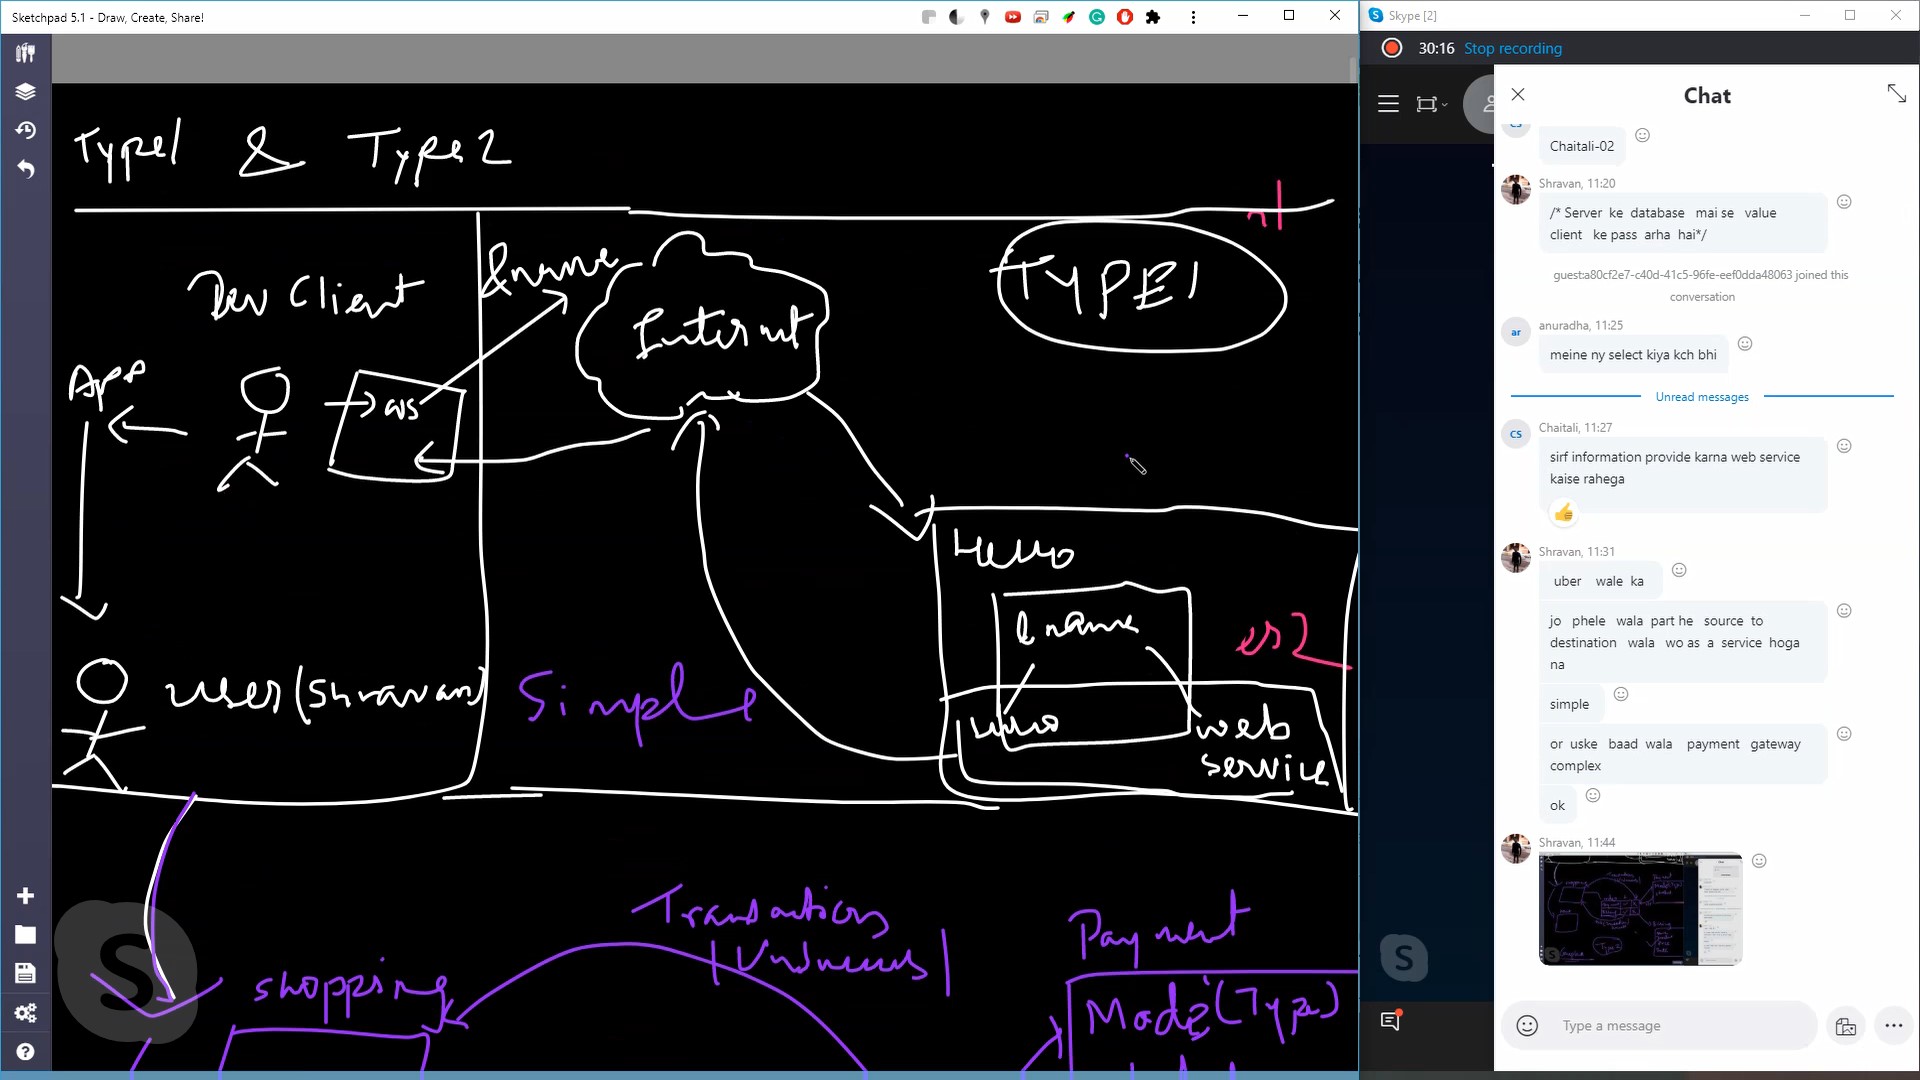 Sketchpad 5.1 - Draw, Create, Share!
Type1 & Type2
Dev Client
&name
Internet
TYPE1
App
ws
Hello
ename
es2
user(Shravan)
Simple
Hello
web
service
Transactions
shopping
Payment
Mode(Type)
Skype [2]
30:16 Stop recording
Chat
CS
Chaitali-02
Shravan, 11:20
/* Server ke database mai se value
client ke pass arha hai*/
guest:a80cf2e7-c40d-41c5-96fe-eef0dda48063 joined this
conversation
ar
anuradha, 11:25
meine ny select kiya kch bhi
Unread messages
CS
Chaitali, 11:27
sirf information provide karna web service
kaise rahega
Shravan, 11:31
uber wale ka
jo phele wala part he source to
destination wala wo as a service hoga
na
simple
or uske baad wala payment gateway
complex
ok
Shravan, 11:44
Type a message